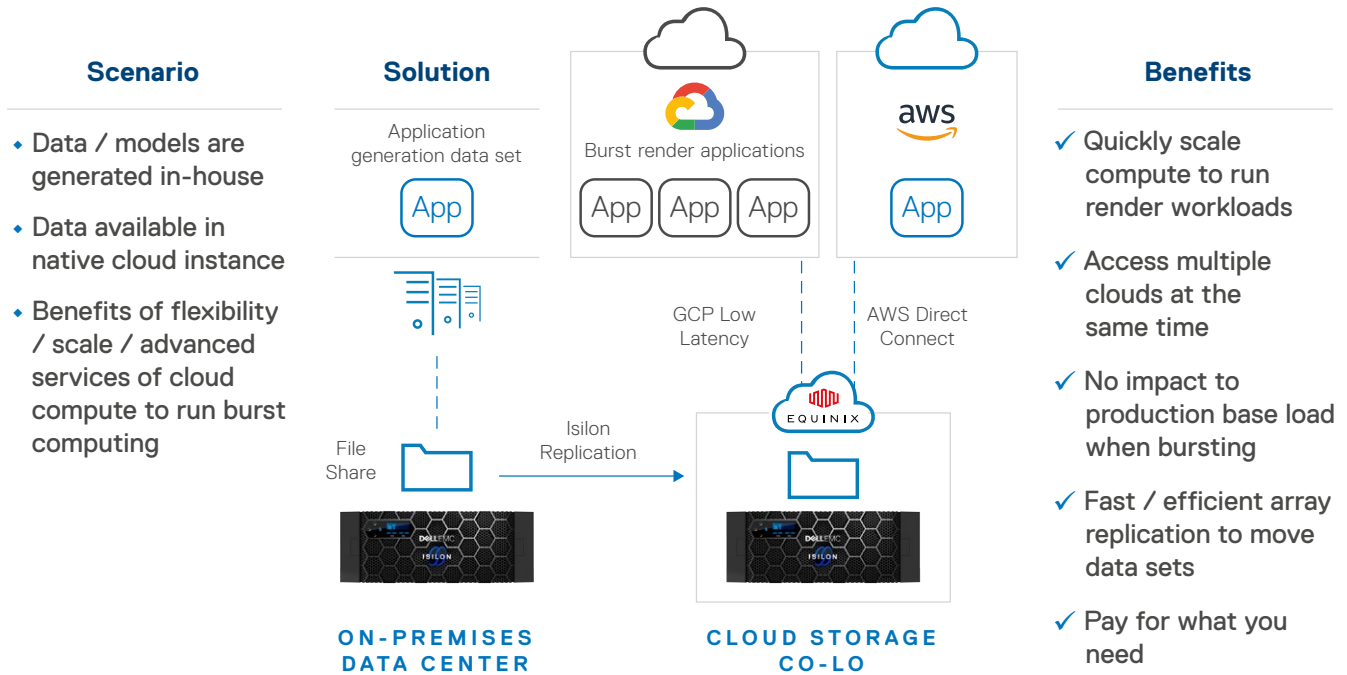 Scenario
Data / models are
generated in-house
Data available in
native cloud instance
Benefits of flexibility
/ scale / advanced
services of cloud
compute to run burst
computing
Solution
Application
generation data set
App
File
Share
DELLEMC
ISILON
ON-PREMISES
DATA CENTER
Isilon
Replication
Burst render applications
App
App
App
aws
App
GCP Low
Latency
AWS Direct
Connect
EQUINIX
DELLEMC
ISILON
CLOUD STORAGE
CO-LO
Benefits
✓ Quickly scale
compute to run
render workloads
✓ Access multiple
clouds at the
same time
✓ No impact to
production base load
when bursting
✓ Fast / efficient array
replication to move
data sets
✓ Pay for what you
need